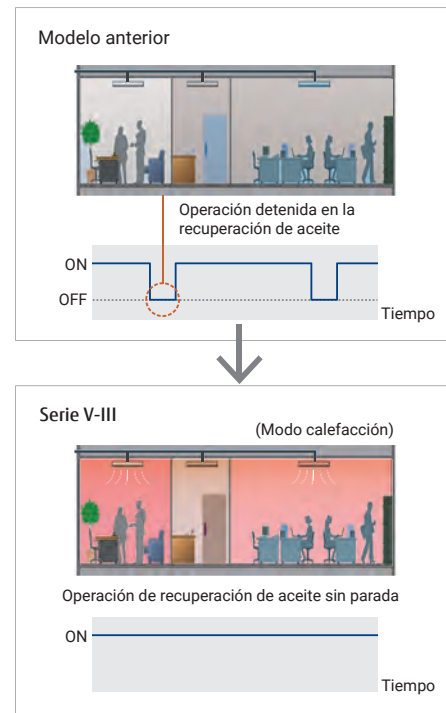 Modelo anterior
Operación detenida en la
recuperación de aceite
ON
OFF
Tiempo
Serie V-III
(Modo calefacción)
Operación de recuperación de aceite sin parada
ON
Tiempo